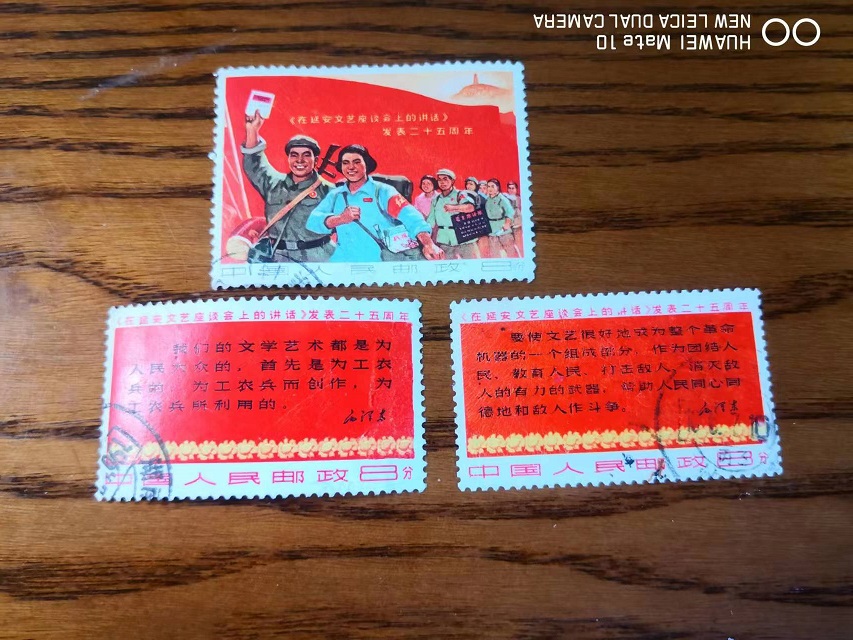 HUAWEI Mate 10
NEW LEICA DUAL CAMERA
《在延安文艺座谈会上的讲话》
发表二十五周年
中国人民邮政8分
《在延安文艺座谈会上的讲话》发表二十五周年
我们的文学艺术都是为
人民大众的，首先是为工农
兵的，为工农兵而创作，为
工农兵所利用的。
毛泽东
中国人民邮政8分
《在延安文艺座谈会上的讲话》发表二十五周年
要使文艺很好地成为整个革命
机器的一个组成部分，作为团结人
民、教育人民、打击敌人、消灭敌
人的有力的武器，帮助人民同心同
德地和敌人作斗争。
毛泽东
中国人民邮政8分